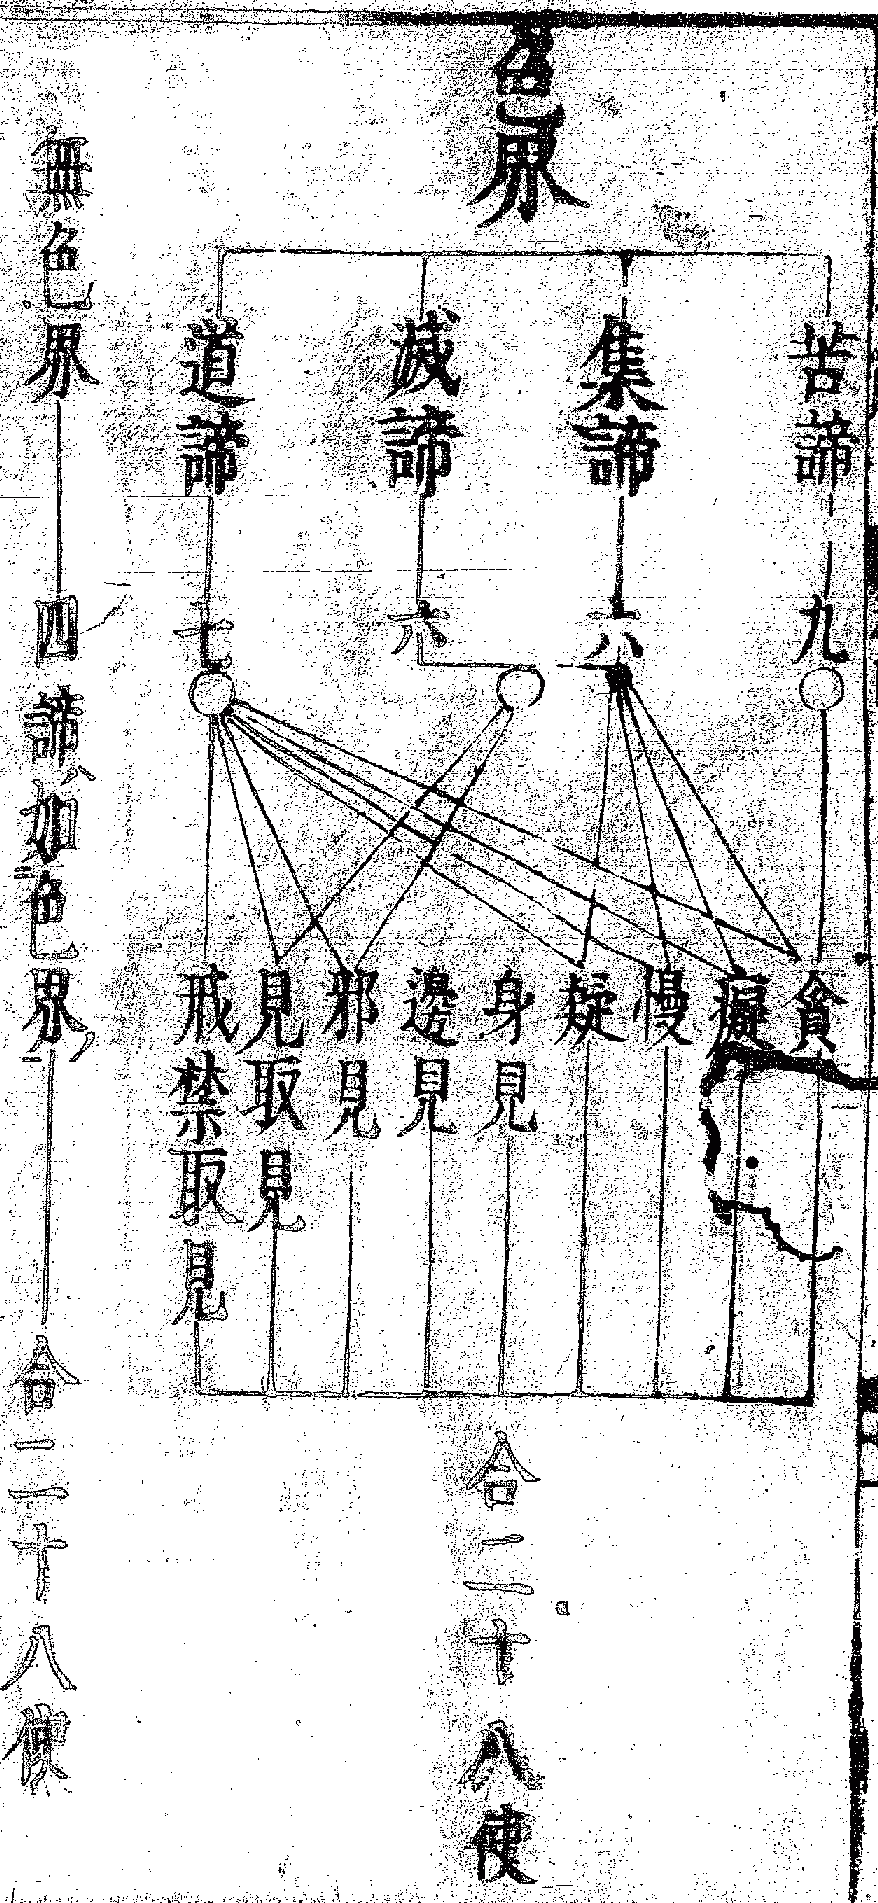 色界
苦諦
九
集諦
六
滅諦
六
道諦
七
貪
癡
慢
疑
身見
邊見
邪見
見取見
戒禁取見
合二十八使
無色界
四諦如色界
合二十八使